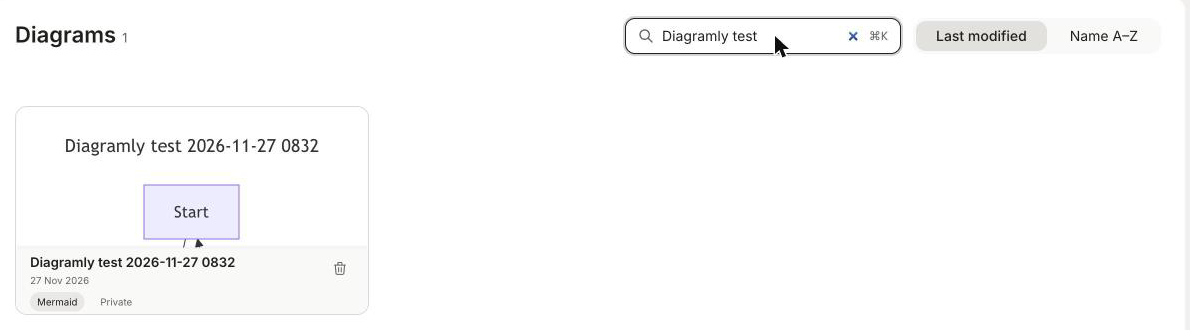 Diagrams 1
Diagramly test ⌘K
Last modified Name A–Z
Diagramly test 2026-11-27 0832
Start
Diagramly test 2026-11-27 0832
27 Nov 2026
Mermaid Private